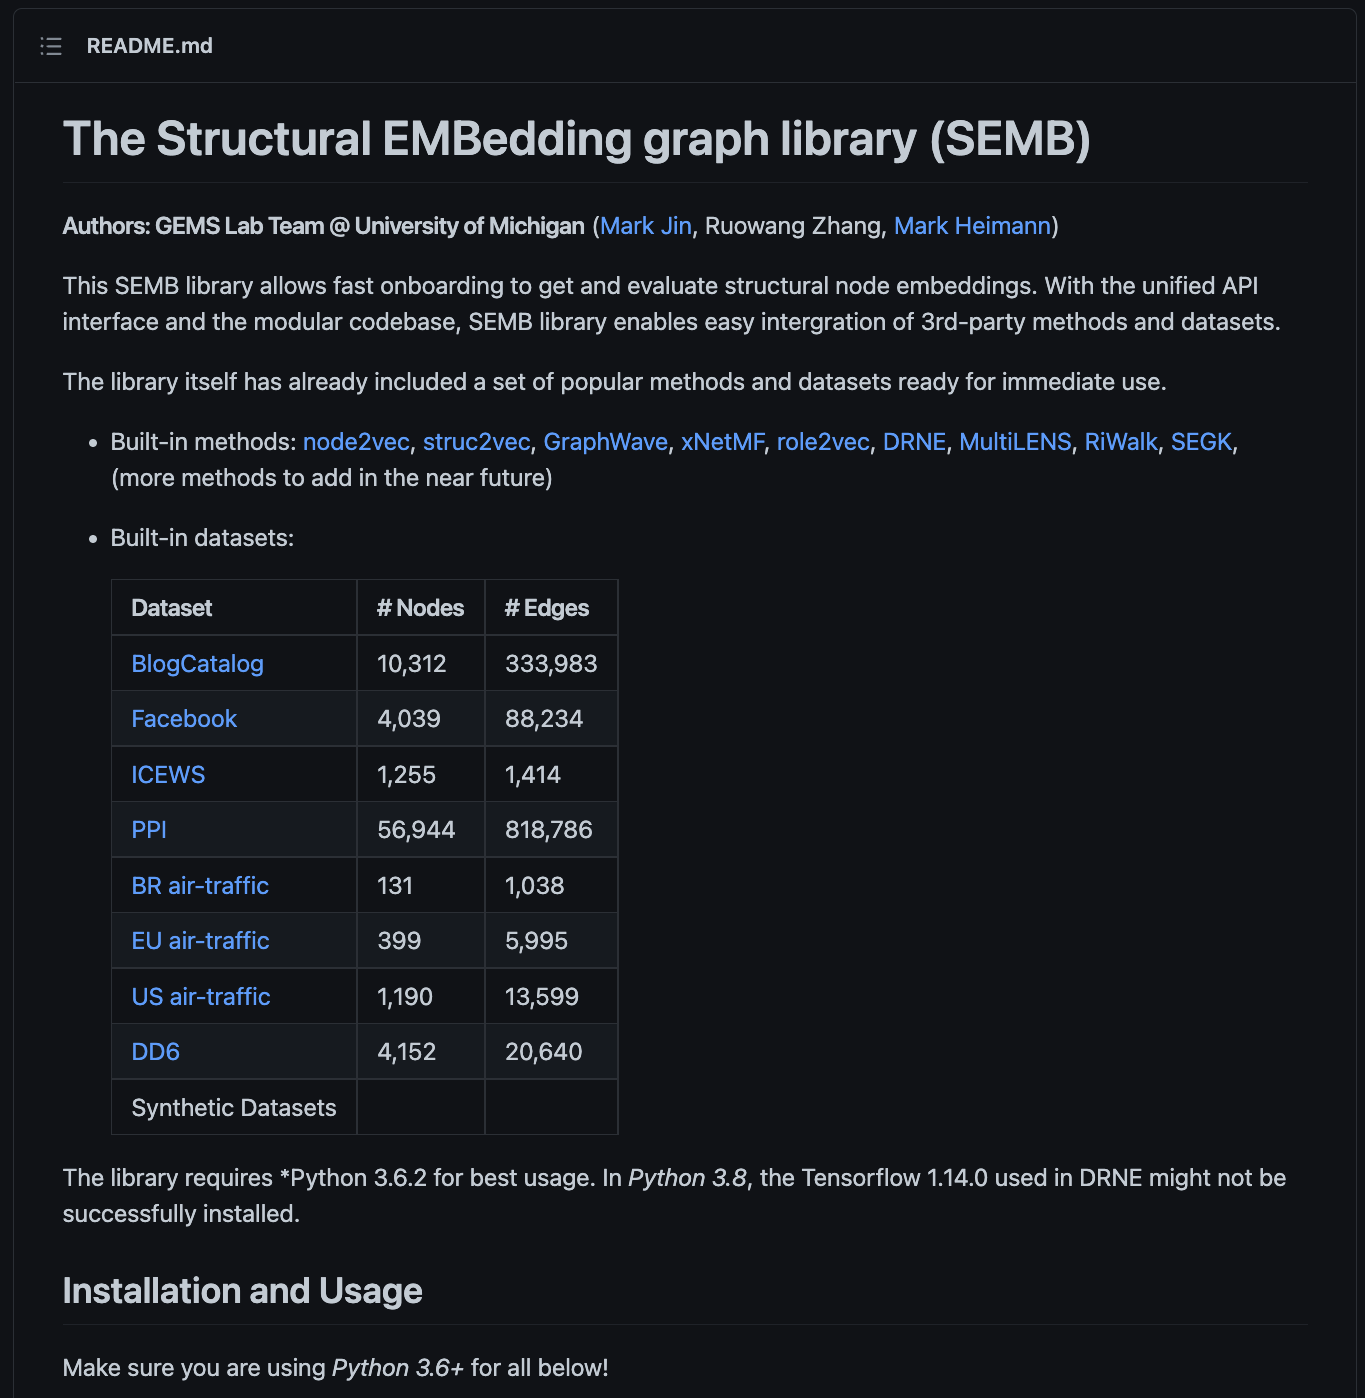 README.md
The Structural EMBedding graph library (SEMB)
Authors: GEMS Lab Team @ University of Michigan (Mark Jin, Ruowang Zhang, Mark Heimann)
This SEMB library allows fast onboarding to get and evaluate structural node embeddings. With the unified API
interface and the modular codebase, SEMB library enables easy intergration of 3rd-party methods and datasets.
The library itself has already included a set of popular methods and datasets ready for immediate use.
• Built-in methods: node2vec, struc2vec, GraphWave, xNetMF, role2vec, DRNE, MultiLENS, RiWalk, SEGK,
(more methods to add in the near future)
• Built-in datasets:
Dataset # Nodes # Edges
BlogCatalog 10,312 333,983
Facebook 4,039 88,234
ICEWS 1,255 1,414
PPI 56,944 818,786
BR air-traffic 131 1,038
EU air-traffic 399 5,995
US air-traffic 1,190 13,599
DD6 4,152 20,640
Synthetic Datasets
The library requires *Python 3.6.2 for best usage. In Python 3.8, the Tensorflow 1.14.0 used in DRNE might not be
successfully installed.
Installation and Usage
Make sure you are using Python 3.6+ for all below!